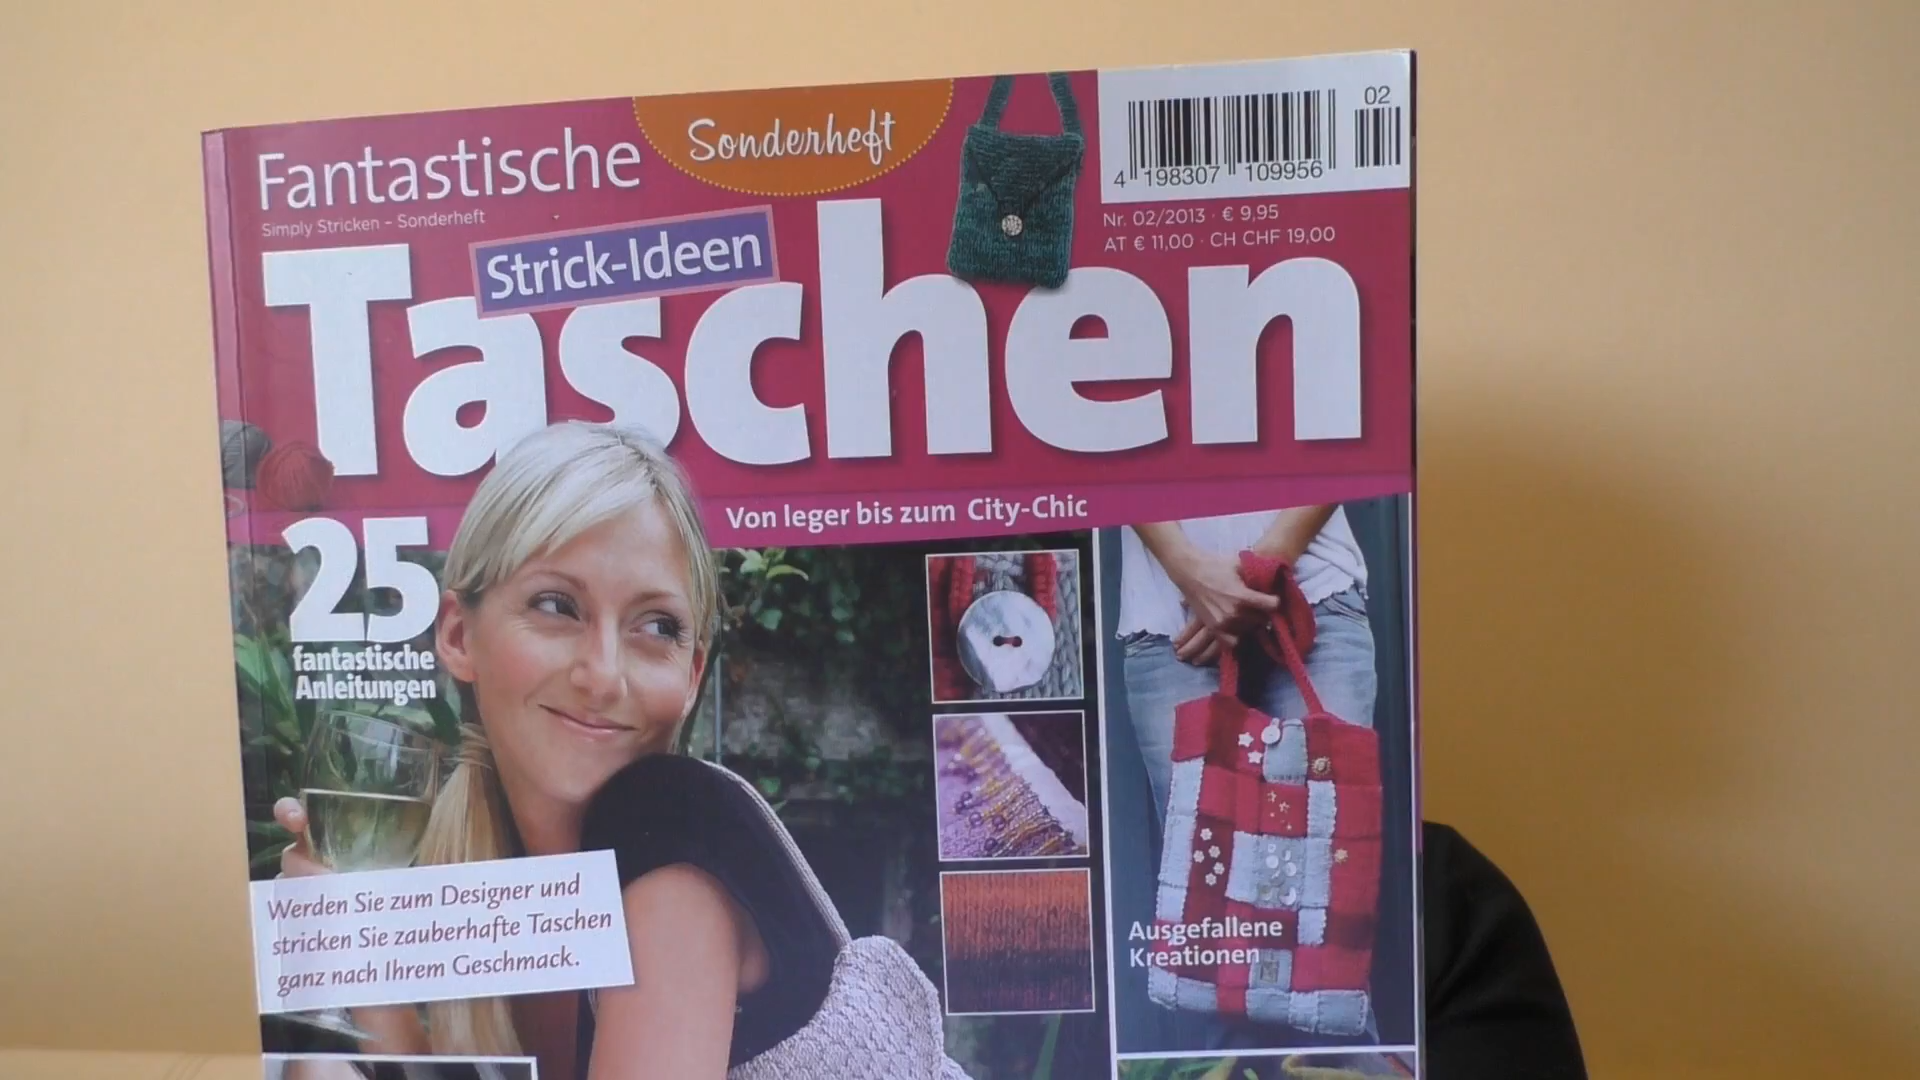 Fantastische
Sonderheft
Simply Stricken – Sonderheft
Strick-Ideen
Taschen
02
4 198307 109956
Nr. 02/2013 · € 9,95
AT € 11,00 · CH CHF 19,00
Von leger bis zum City-Chic
25
fantastische
Anleitungen
Werden Sie zum Designer und
stricken Sie zauberhafte Taschen
ganz nach Ihrem Geschmack.
Ausgefallene
Kreationen